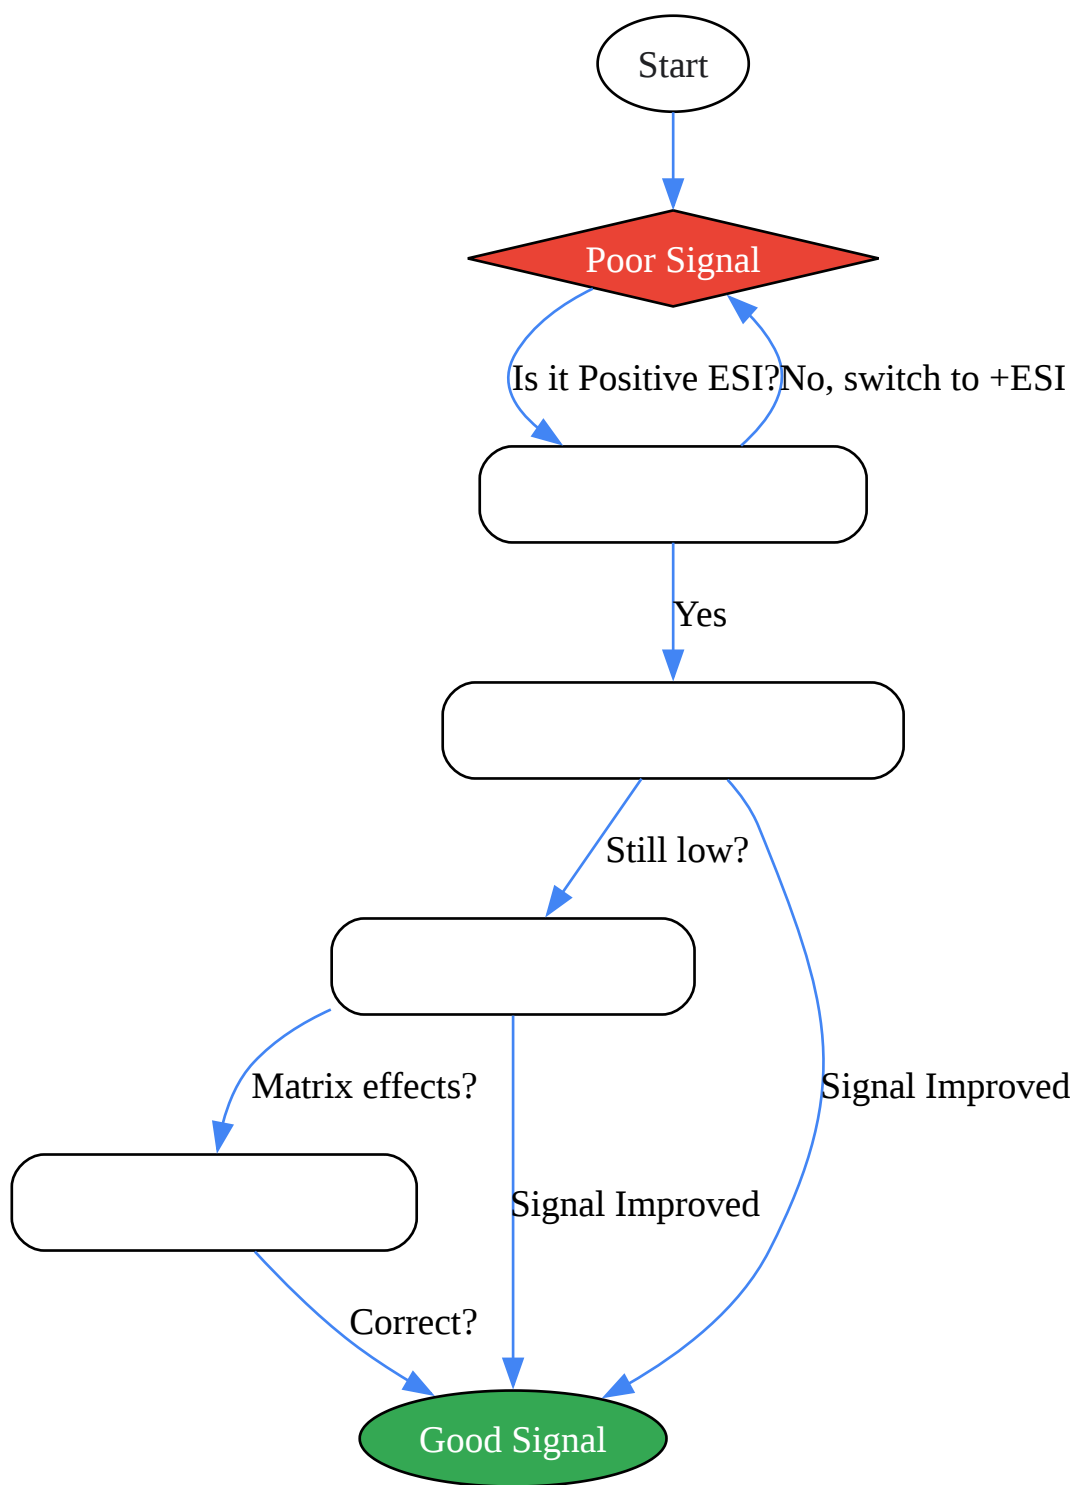 Start
Poor Signal
Is it Positive ESI?
No, switch to +ESI
Yes
Still low?
Matrix effects?
Signal Improved
Signal Improved
Correct?
Good Signal